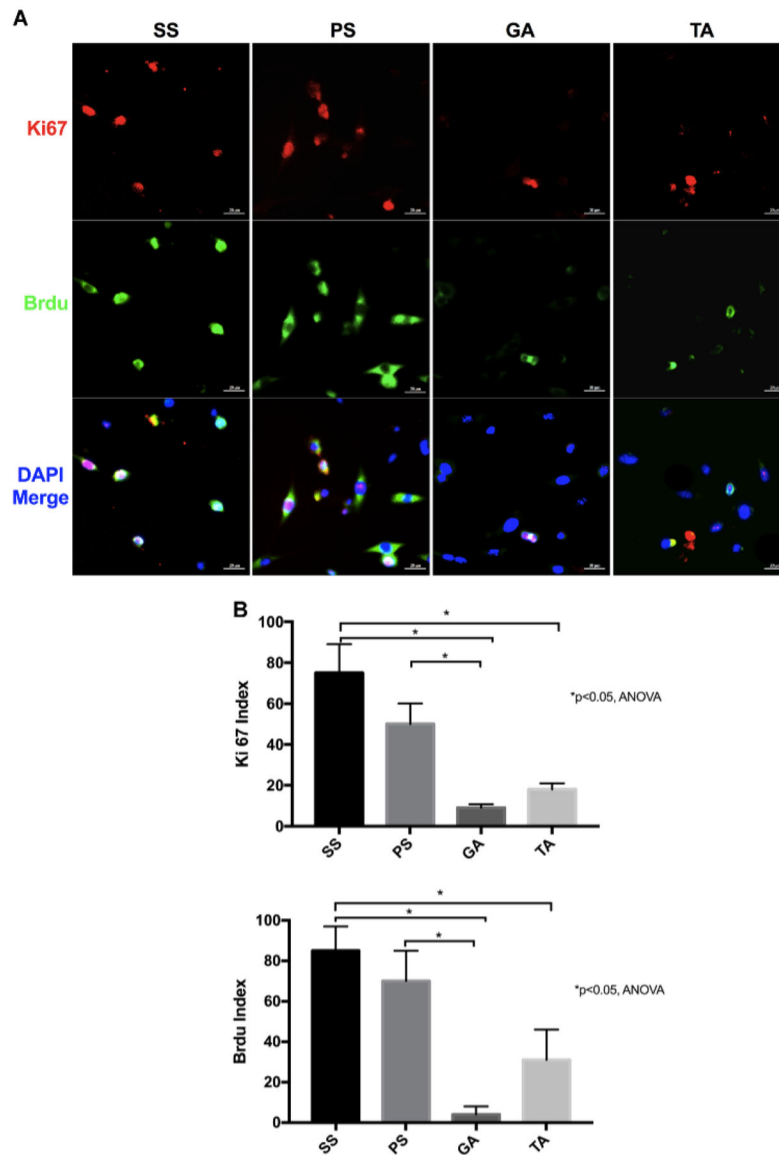 A
SS PS GA TA
Ki67
Brdu
DAPI
Merge
B
100
80
60
40
20
0
Ki 67 Index
* 
*
*
*p<0.05, ANOVA
SS PS GA TA
100
80
60
40
20
0
Brdu Index
*
*
*
*p<0.05, ANOVA
SS PS GA TA